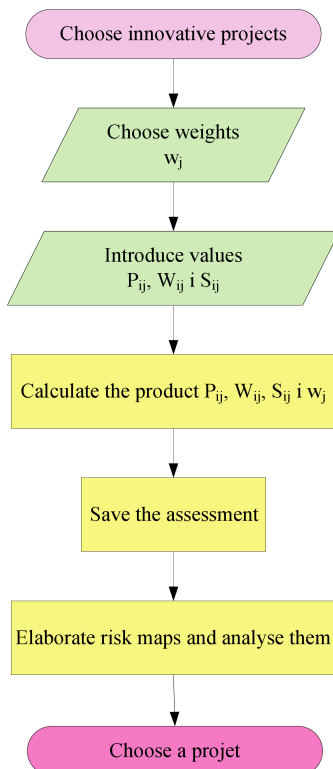 Choose innovative projects
Choose weights
wj
Introduce values
Pij, Wij i Sij
Calculate the product Pij, Wij, Sij i wj
Save the assessment
Elaborate risk maps and analyse them
Choose a projet